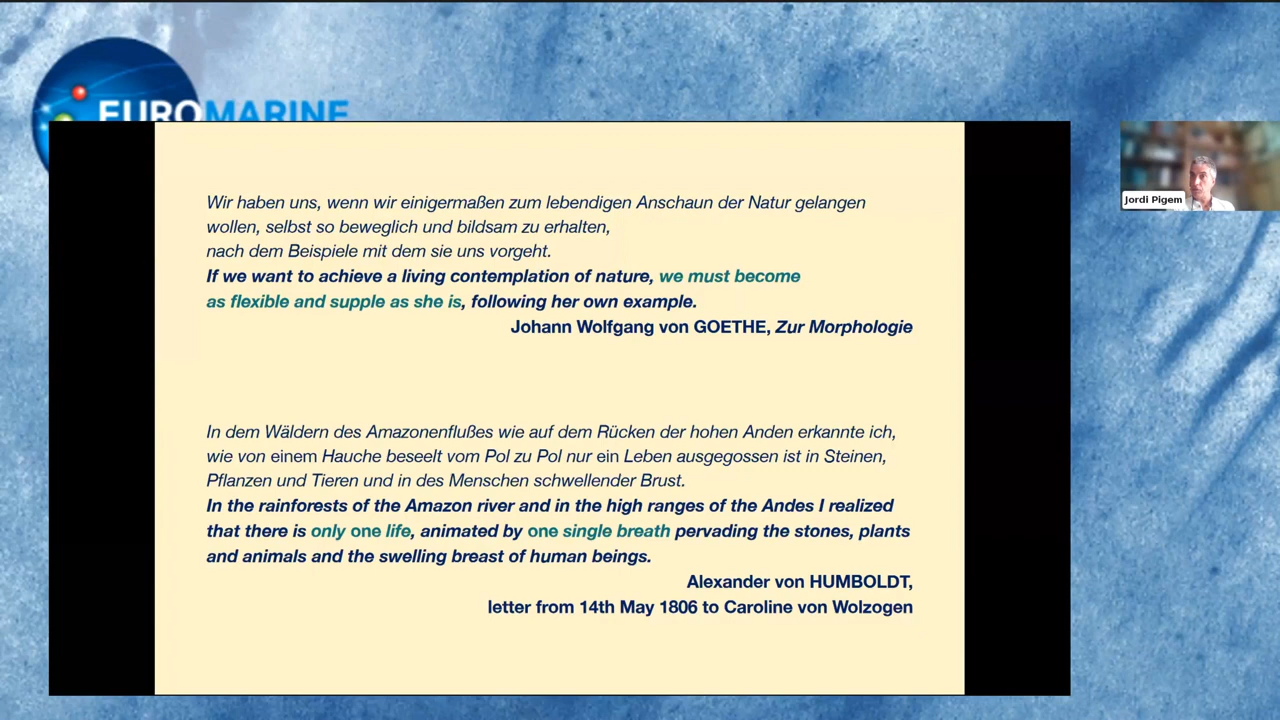 EUROMARINE
Wir haben uns, wenn wir einigermaßen zum lebendigen Anschaun der Natur gelangen
wollen, selbst so beweglich und bildsam zu erhalten,
nach dem Beispiele mit dem sie uns vorgeht.
If we want to achieve a living contemplation of nature, we must become
as flexible and supple as she is, following her own example.
Johann Wolfgang von GOETHE, Zur Morphologie
In dem Wäldern des Amazonenflußes wie auf dem Rücken der hohen Anden erkannte ich,
wie von einem Hauche beseelt vom Pol zu Pol nur ein Leben ausgegossen ist in Steinen,
Pflanzen und Tieren und in des Menschen schwellender Brust.
In the rainforests of the Amazon river and in the high ranges of the Andes I realized
that there is only one life, animated by one single breath pervading the stones, plants
and animals and the swelling breast of human beings.
Alexander von HUMBOLDT,
letter from 14th May 1806 to Caroline von Wolzogen
Jordi Pigem